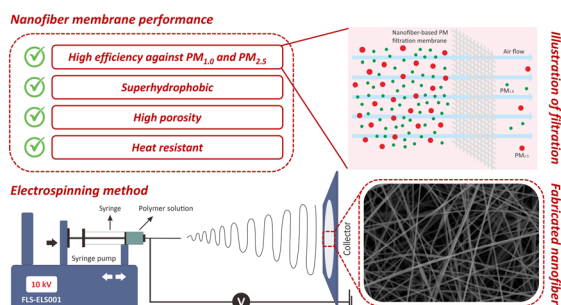 Nanofiber membrane performance
High efficiency against PM1.0 and PM2.5
Superhydrophobic
High porosity
Heat resistant
Nanofiber-based PM
filtration membrane
Air flow
PM1.0
PM2.5
Illustration of filtration
Electrospinning method
Syringe
Polymer solution
Syringe pump
10 kV
FLS-ELS001
V
Collector
Fabricated nanofiber